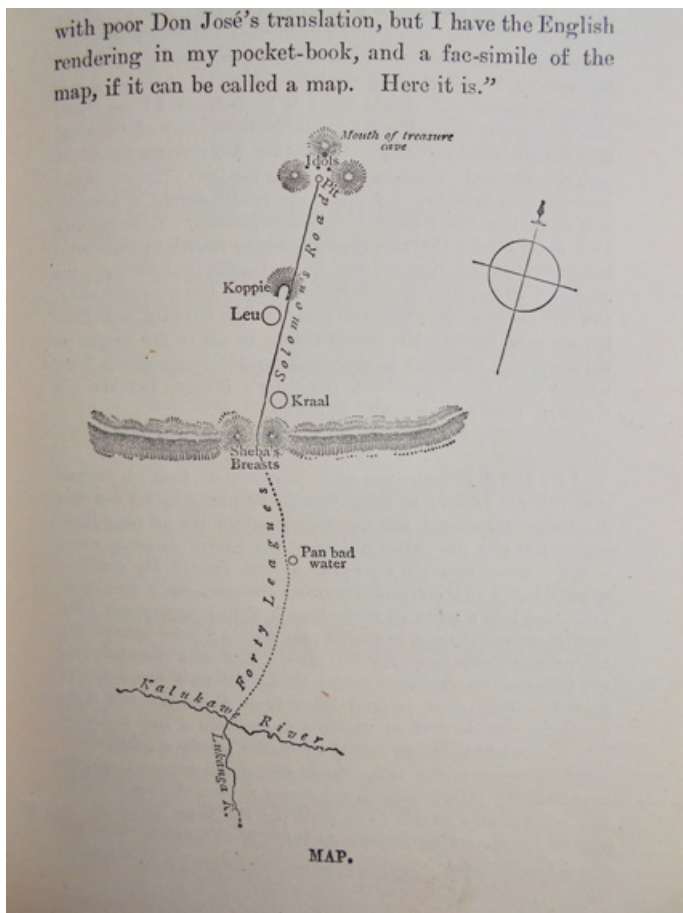 with poor Don José's translation, but I have the English
rendering in my pocket-book, and a fac-simile of the
map, if it can be called a map. Here it is."
Mouth of treasure
cave
Idols
Pit
Solomon's Road
Koppie
Leu
Kraal
Sheba's
Breasts
Forty Leagues
Pan bad
water
Kalukawe River
Lukanga R.
MAP.